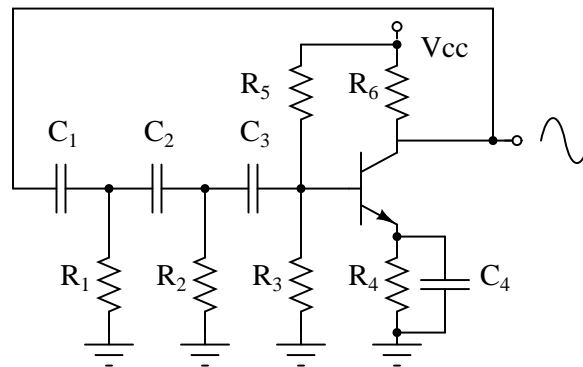 Vcc
R₅
R₆
C₁
C₂
C₃
R₁
R₂
R₃
R₄
C₄